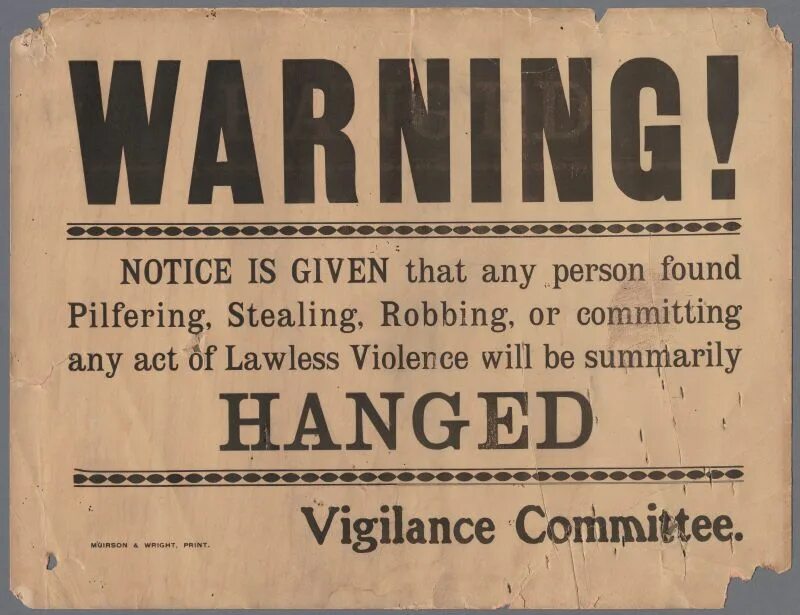 WARNING!
NOTICE IS GIVEN that any person found
Pilfering, Stealing, Robbing, or committing
any act of Lawless Violence will be summarily
HANGED
Vigilance Committee.
MUIRSON & WRIGHT, PRINT.